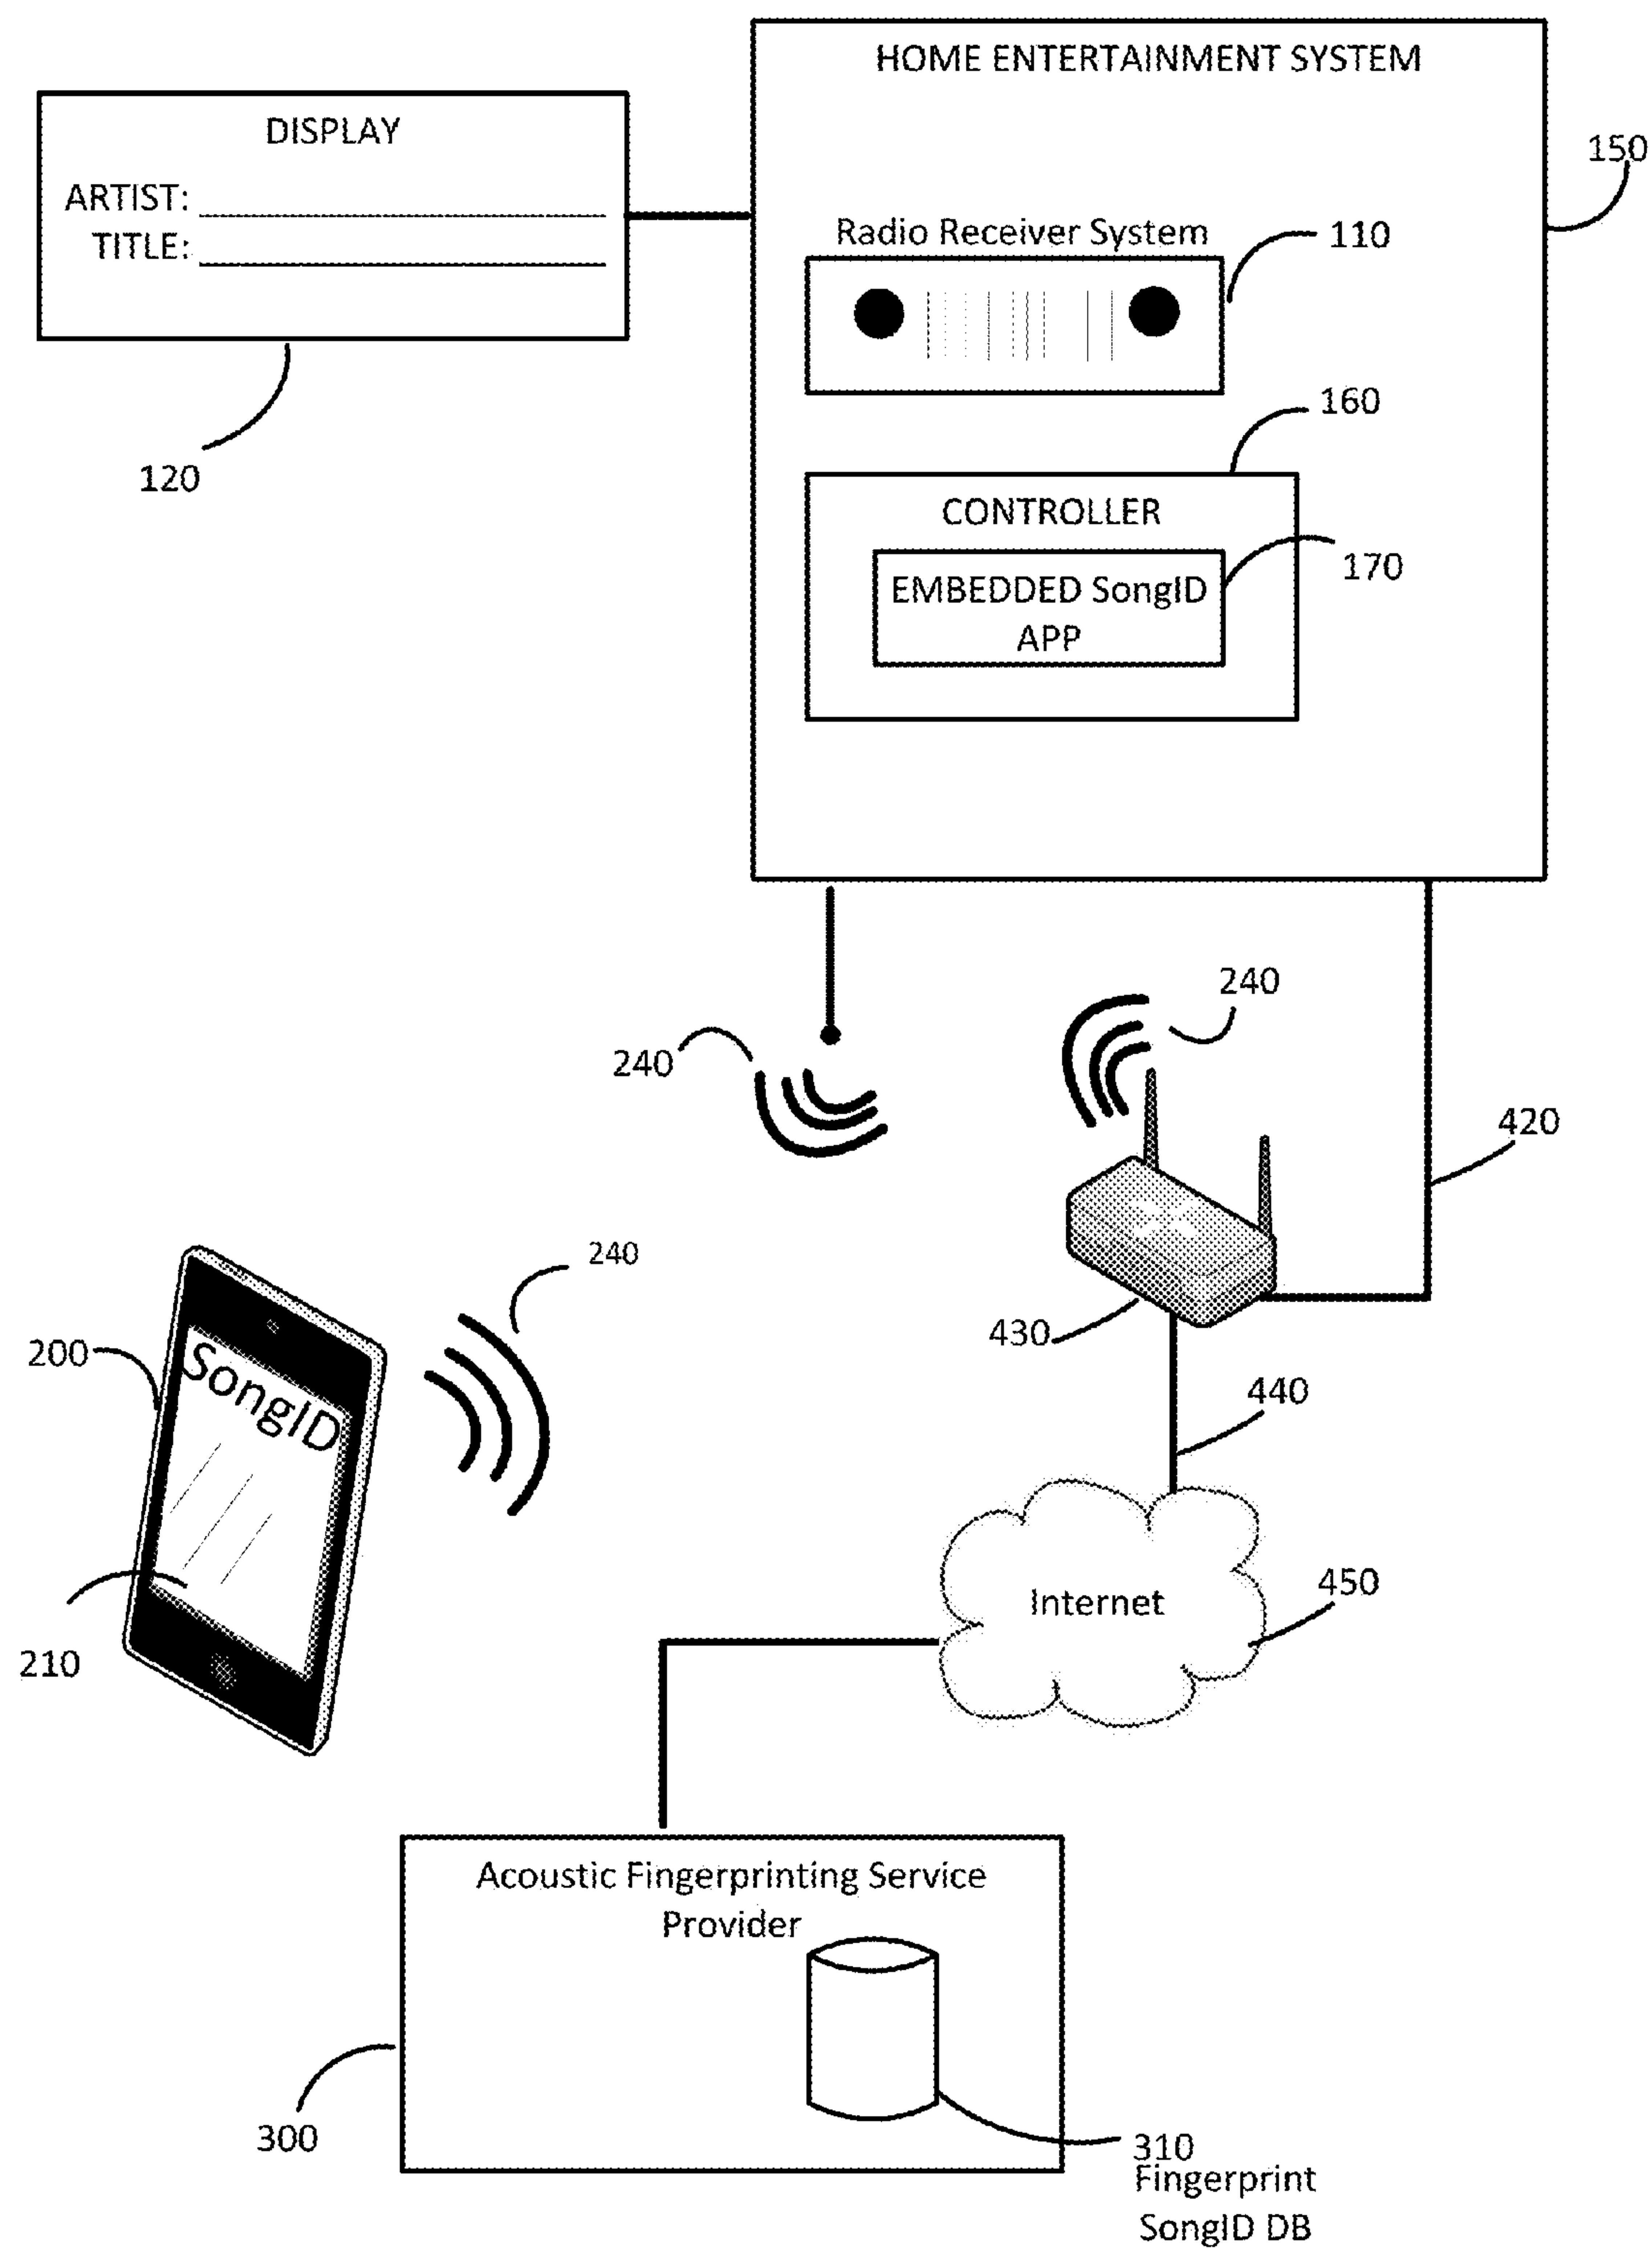 HOME ENTERTAINMENT SYSTEM
DISPLAY
ARTIST:
TITLE:
150
Radio Receiver System
110
120
160
CONTROLLER
170
EMBEDDED SongID
APP
240
240
420
240
430
200
SongID
440
210
Internet
450
Acoustic Fingerprinting Service
Provider
300
310
Fingerprint
SongID DB